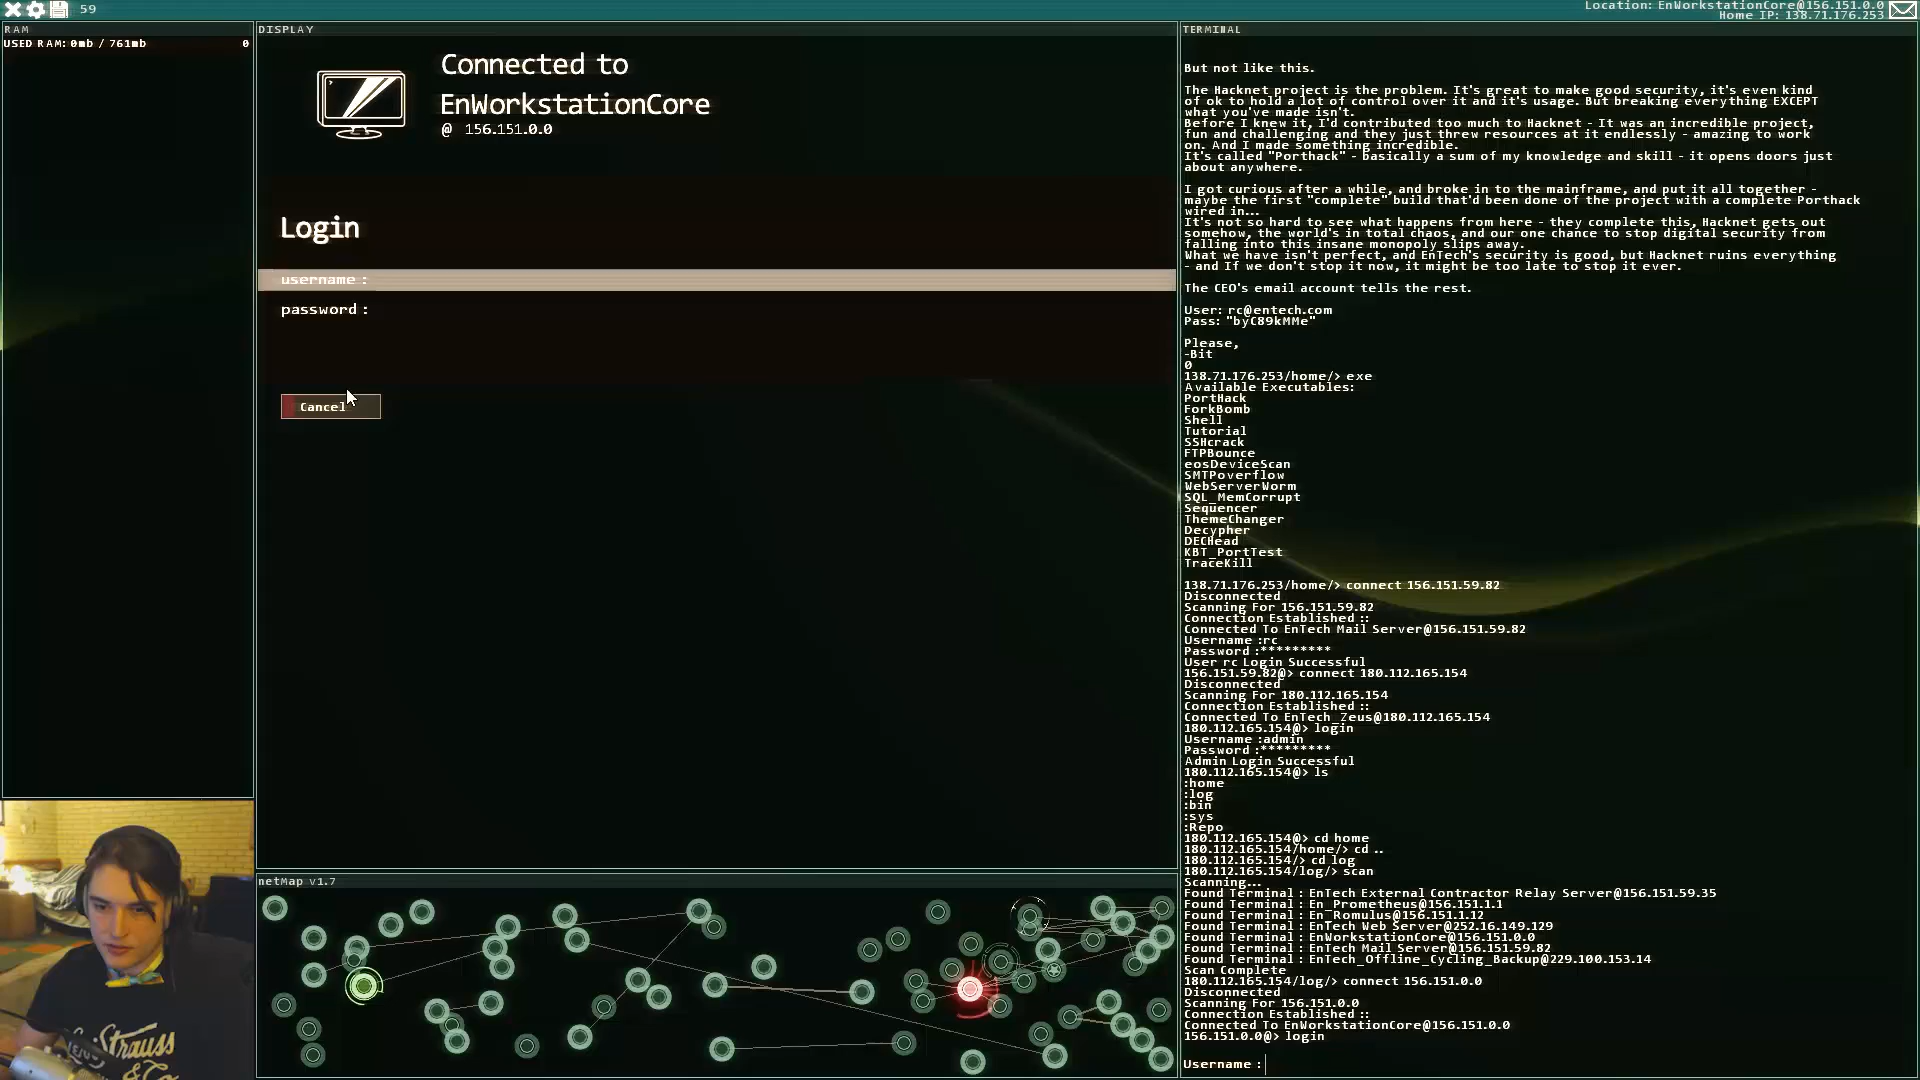 59
Location: EnWorkstationCore@156.151.0.0
Home IP: 138.71.176.253
RAM
USED RAM: 0mb / 761mb
0
DISPLAY
Connected to
EnWorkstationCore
@ 156.151.0.0
Login
username :
password :
Cancel
netMap v1.7
TERMINAL
But not like this.
The Hacknet project is the problem. It's great to make good security, it's even kind
of ok to hold a lot of control over it and it's usage. But breaking everything EXCEPT
what you've made isn't.
Before I knew it, I'd contributed too much to Hacknet - It was an incredible project,
fun and challenging and they just threw resources at it endlessly - amazing to work
on. And I made something incredible.
It's called "Porthack" - basically a sum of my knowledge and skill - it opens doors just
about anywhere.
I got curious after a while, and broke in to the mainframe, and put it all together -
maybe the first "complete" build that'd been done of the project with a complete Porthack
wired in...
It's not so hard to see what happens from here - they complete this, Hacknet gets out
somehow, the world's in total chaos, and our one chance to stop digital security from
falling into this insane monopoly slips away.
What we have isn't perfect, and EnTech's security is good, but Hacknet ruins everything
- and If we don't stop it now, it might be too late to stop it ever.
The CEO's email account tells the rest.
User: rc@entech.com
Pass: "byC89kMMe"
Please,
-Bit
0
138.71.176.253/home/> exe
Available Executables:
PortHack
ForkBomb
Shell
Tutorial
SSHcrack
FTPBounce
eosDeviceScan
SMTPoverflow
WebServerWorm
SQL_MemCorrupt
Sequencer
ThemeChanger
Decypher
DECHead
KBT_PortTest
TraceKill
138.71.176.253/home/> connect 156.151.59.82
Disconnected
Scanning For 156.151.59.82
Connection Established ::
Connected To EnTech Mail Server@156.151.59.82
Username :rc
Password :*********
User rc Login Successful
156.151.59.82@> connect 180.112.165.154
Disconnected
Scanning For 180.112.165.154
Connection Established ::
Connected To EnTech_Zeus@180.112.165.154
180.112.165.154@> login
Username :admin
Password :*********
Admin Login Successful
180.112.165.154@> ls
:home
:log
:bin
:sys
:Repo
180.112.165.154@> cd home
180.112.165.154/home/> cd ..
180.112.165.154/> cd log
180.112.165.154/log/> scan
Scanning...
Found Terminal : EnTech External Contractor Relay Server@156.151.59.35
Found Terminal : En_Prometheus@156.151.1.1
Found Terminal : En_Romulus@156.151.1.12
Found Terminal : EnTech Web Server@252.16.149.129
Found Terminal : EnWorkstationCore@156.151.0.0
Found Terminal : EnTech Mail Server@156.151.59.82
Found Terminal : EnTech_Offline_Cycling_Backup@229.100.153.14
Scan Complete
180.112.165.154/log/> connect 156.151.0.0
Disconnected
Scanning For 156.151.0.0
Connection Established ::
Connected To EnWorkstationCore@156.151.0.0
156.151.0.0@> login
Username :
Strauss
& Co.